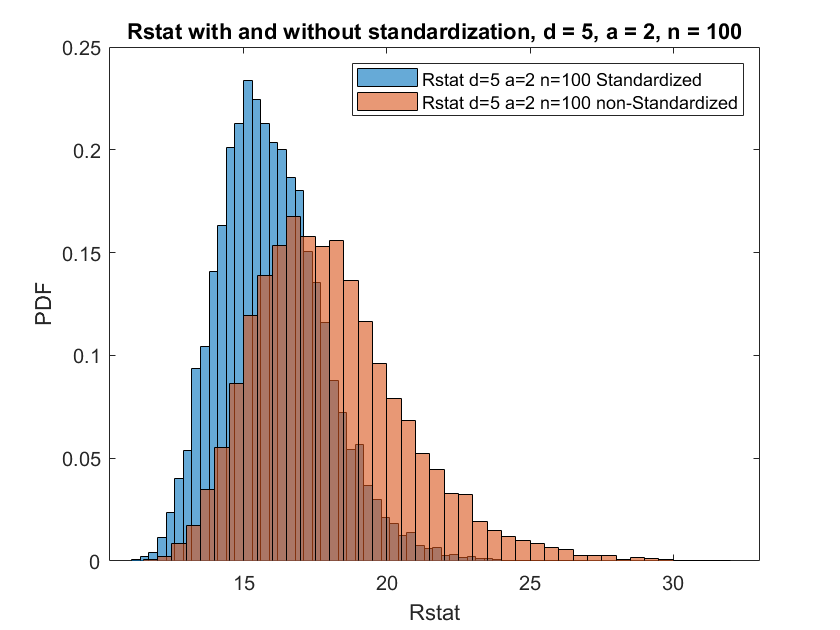 Rstat with and without standardization, d = 5, a = 2, n = 100
Rstat d=5 a=2 n=100 Standardized
Rstat d=5 a=2 n=100 non-Standardized
0.25
0.2
0.15
0.1
0.05
0
PDF
15
20
25
30
Rstat